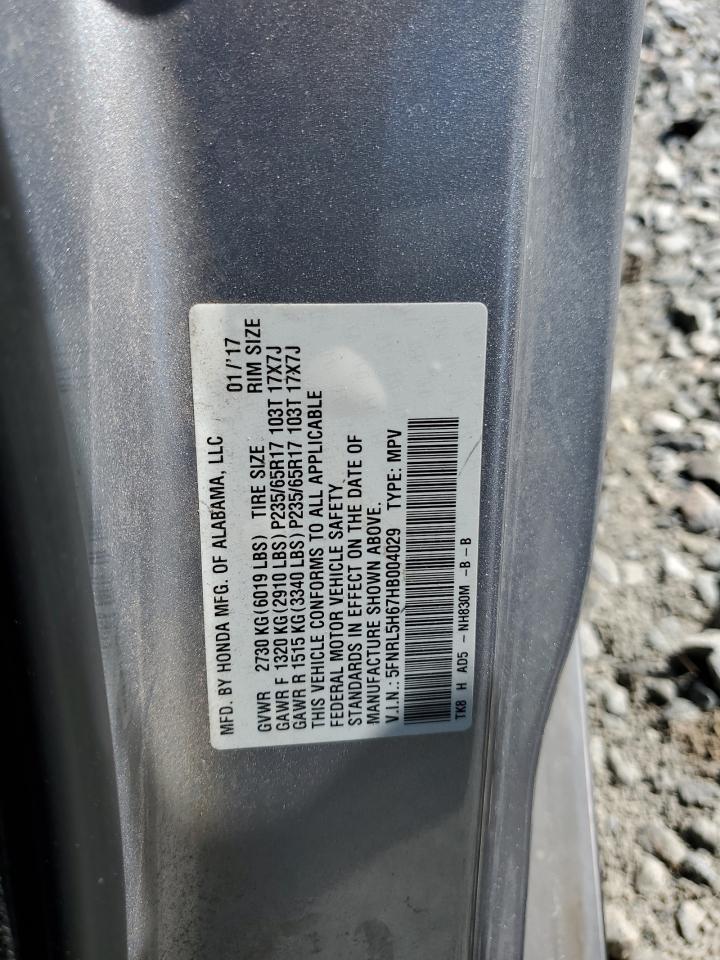 MFD. BY HONDA MFG. OF ALABAMA, LLC 01/'17
GVWR 2730 KG (6019 LBS) TIRE SIZE RIM SIZE
GAWR F 1320 KG (2910 LBS) P235/65R17 103T 17X7J
GAWR R 1515 KG (3340 LBS) P235/65R17 103T 17X7J
THIS VEHICLE CONFORMS TO ALL APPLICABLE
FEDERAL MOTOR VEHICLE SAFETY
STANDARDS IN EFFECT ON THE DATE OF
MANUFACTURE SHOWN ABOVE.
V.I.N.: 5FNRL5H67HB004029 TYPE: MPV
TK8 H AD5 - NH830M -B-B